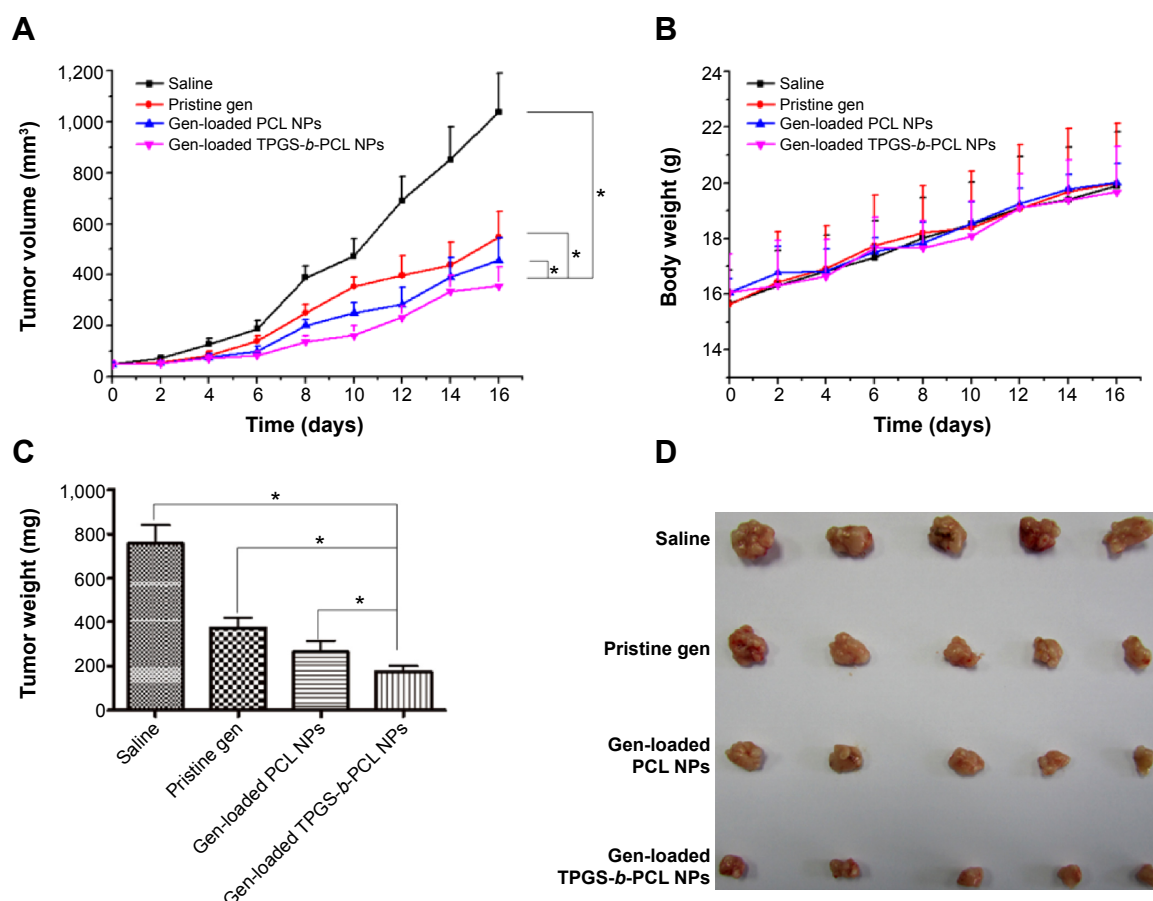 A
1,200
1,000
800
600
400
200
0
Tumor volume (mm³)
Saline
Pristine gen
Gen-loaded PCL NPs
Gen-loaded TPGS-b-PCL NPs
*
*
*
0 2 4 6 8 10 12 14 16
Time (days)
B
24
22
20
18
16
14
Body weight (g)
Saline
Pristine gen
Gen-loaded PCL NPs
Gen-loaded TPGS-b-PCL NPs
0 2 4 6 8 10 12 14 16
Time (days)
C
1,000
800
600
400
200
0
Tumor weight (mg)
*
*
*
Saline
Pristine gen
Gen-loaded PCL NPs
Gen-loaded TPGS-b-PCL NPs
D
Saline
Pristine gen
Gen-loaded
PCL NPs
Gen-loaded
TPGS-b-PCL NPs